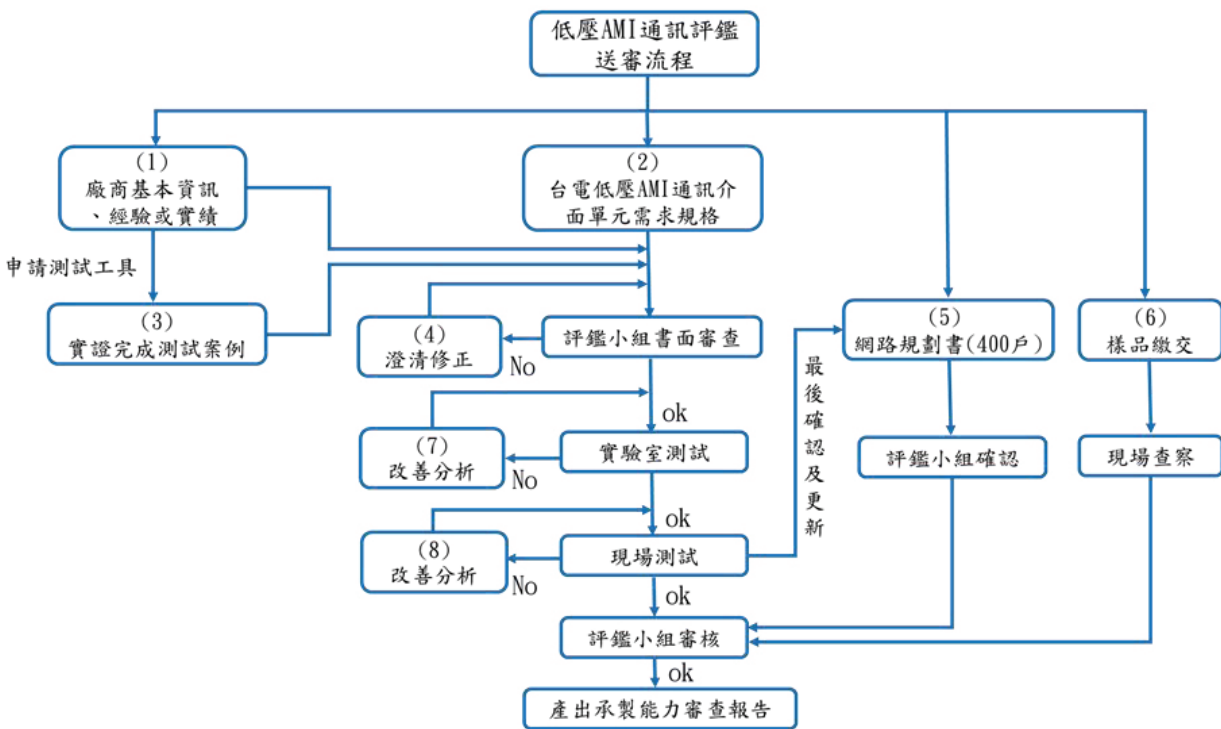 低壓AMI通訊評鑑
送審流程
(1)
廠商基本資訊
、經驗或實績
(2)
台電低壓AMI通訊介
面單元需求規格
申請測試工具
(3)
實證完成測試案例
(4)
澄清修正
No
評鑑小組書面審查
(5)
網路規劃書(400戶)
(6)
樣品繳交
ok
最後確認及更新
(7)
改善分析
No
實驗室測試
評鑑小組確認
現場查察
ok
(8)
改善分析
No
現場測試
ok
評鑑小組審核
ok
產出承製能力審查報告